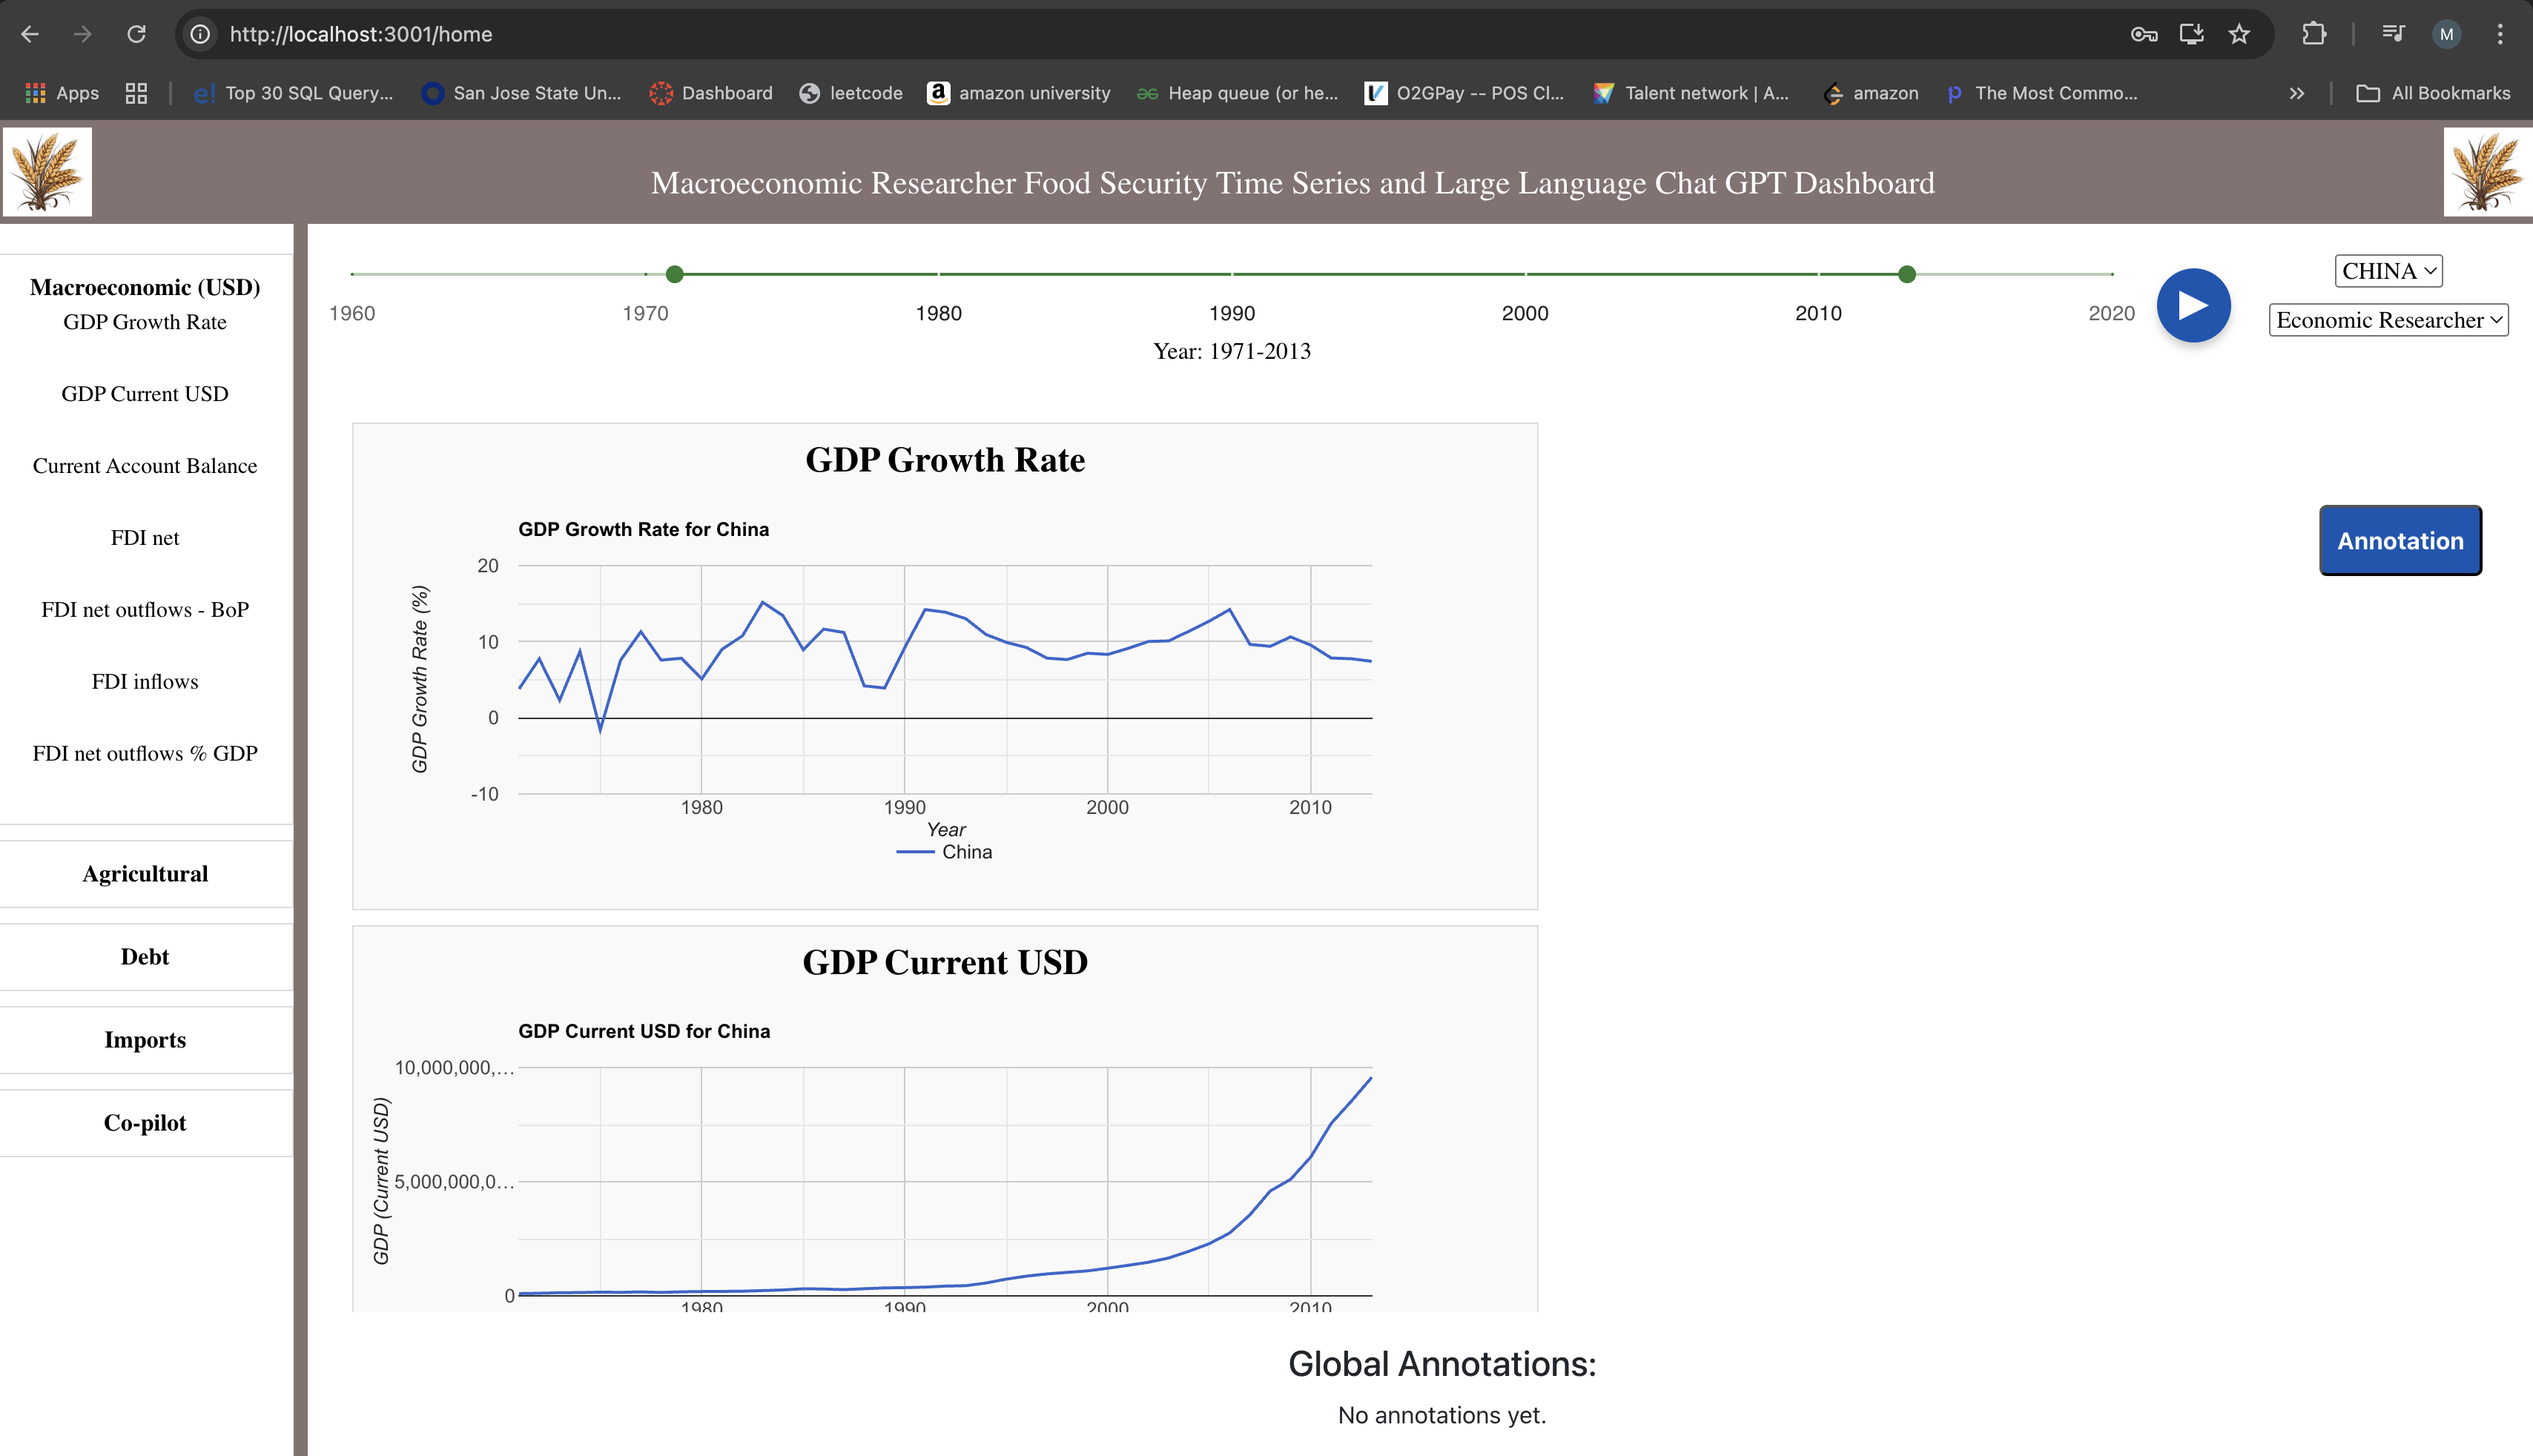 http://localhost:3001/home
M
Apps
e! Top 30 SQL Query...
San Jose State Un...
Dashboard
leetcode
a amazon university
Heap queue (or he...
O2GPay -- POS Cl...
Talent network | A...
amazon
The Most Commo...
All Bookmarks
Macroeconomic Researcher Food Security Time Series and Large Language Chat GPT Dashboard
Macroeconomic (USD)
GDP Growth Rate
GDP Current USD
Current Account Balance
FDI net
FDI net outflows - BoP
FDI inflows
FDI net outflows % GDP
Agricultural
Debt
Imports
Co-pilot
1960 1970 1980 1990 2000 2010 2020
Year: 1971-2013
CHINA
Economic Researcher
Annotation
GDP Growth Rate
GDP Growth Rate for China
GDP Growth Rate (%)
20
10
0
-10
1980 1990 2000 2010
Year
China
GDP Current USD
GDP Current USD for China
GDP (Current USD)
10,000,000,...
5,000,000,0...
0
1980 1990 2000 2010
Global Annotations:
No annotations yet.